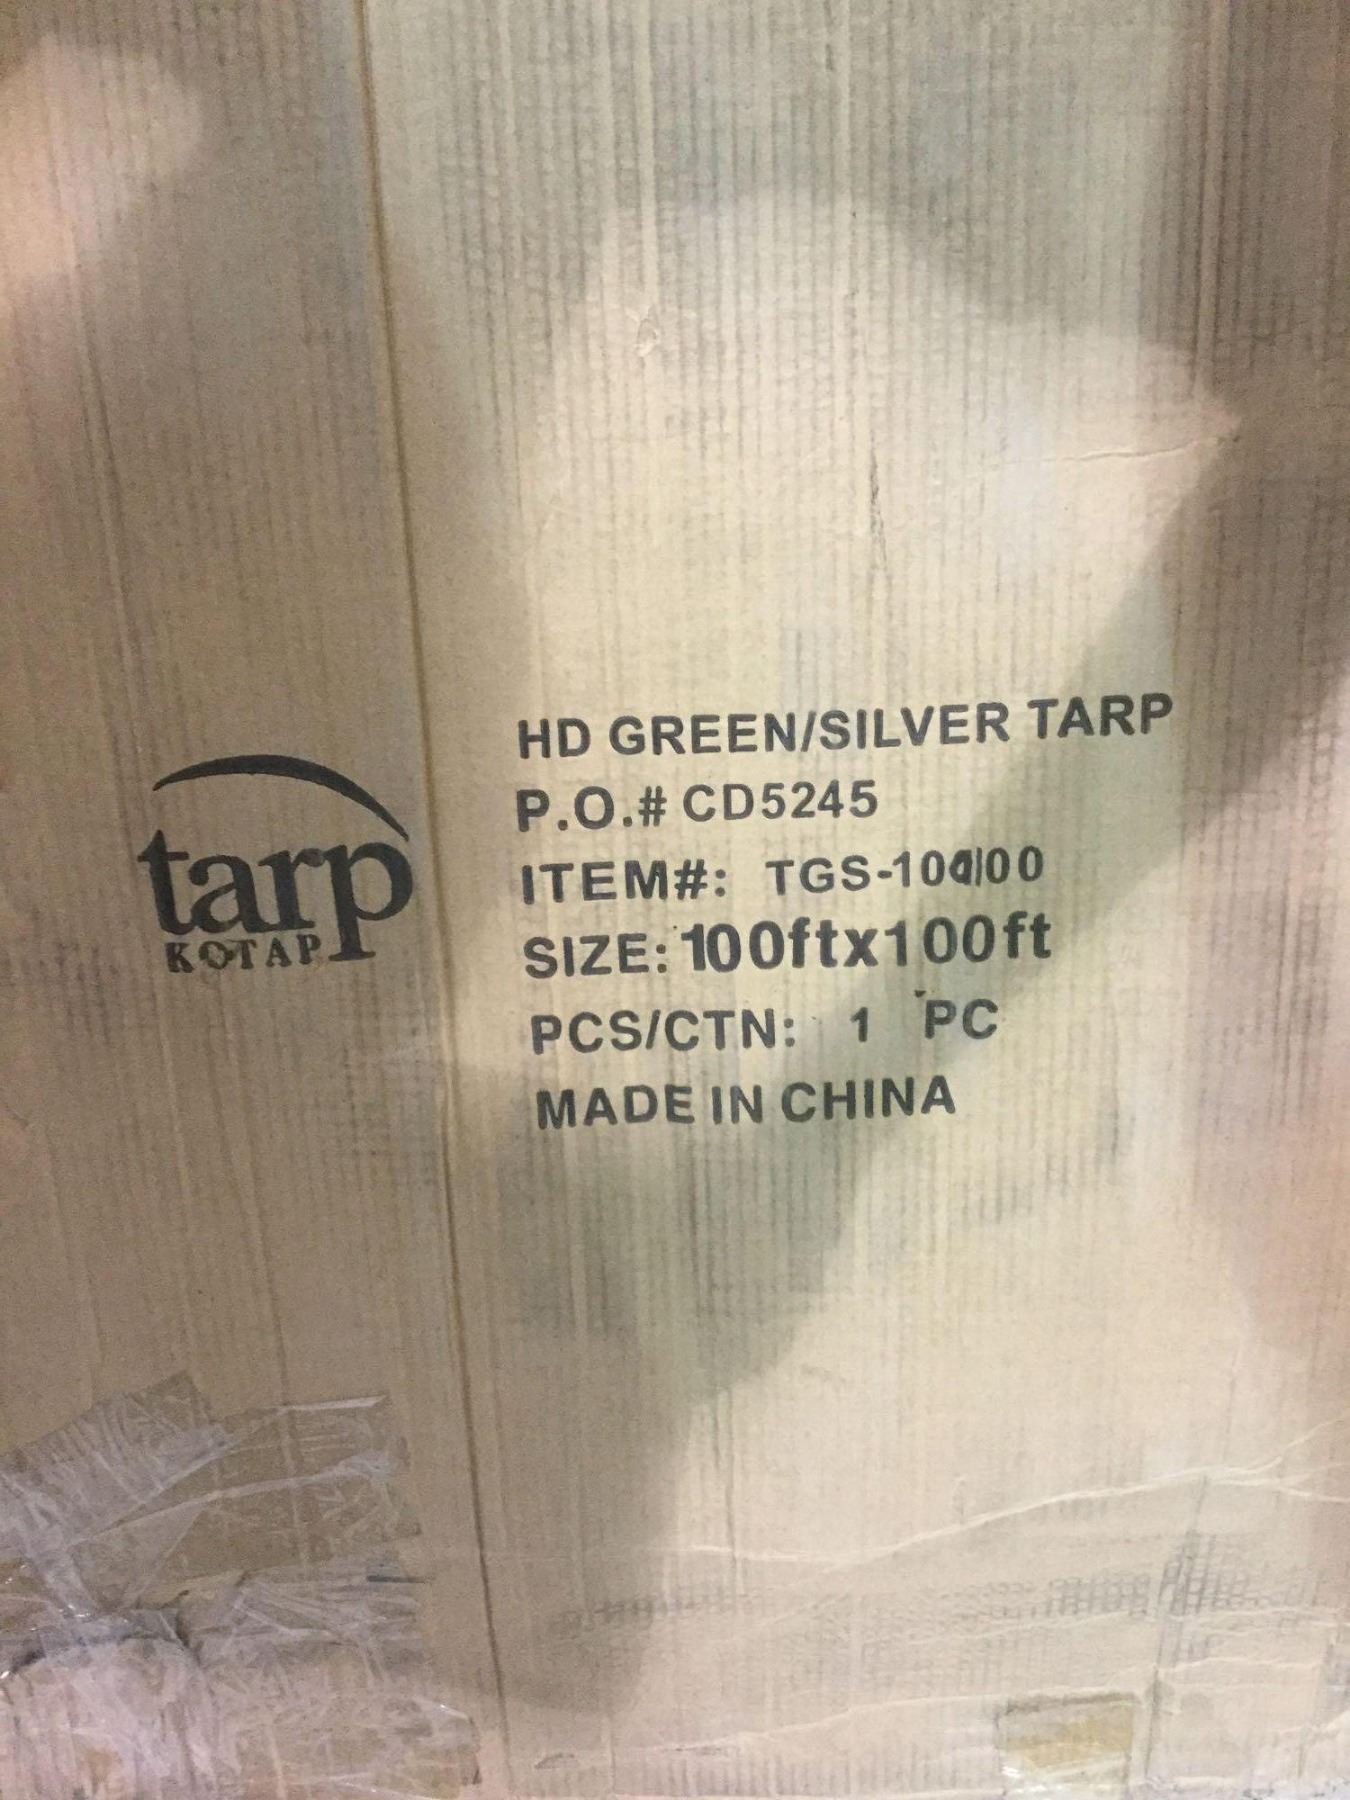 tarp
KOTAP
HD GREEN/SILVER TARP
P.O.# CD5245
ITEM#: TGS-100100
SIZE: 100ftx100ft
PCS/CTN: 1 PC
MADE IN CHINA